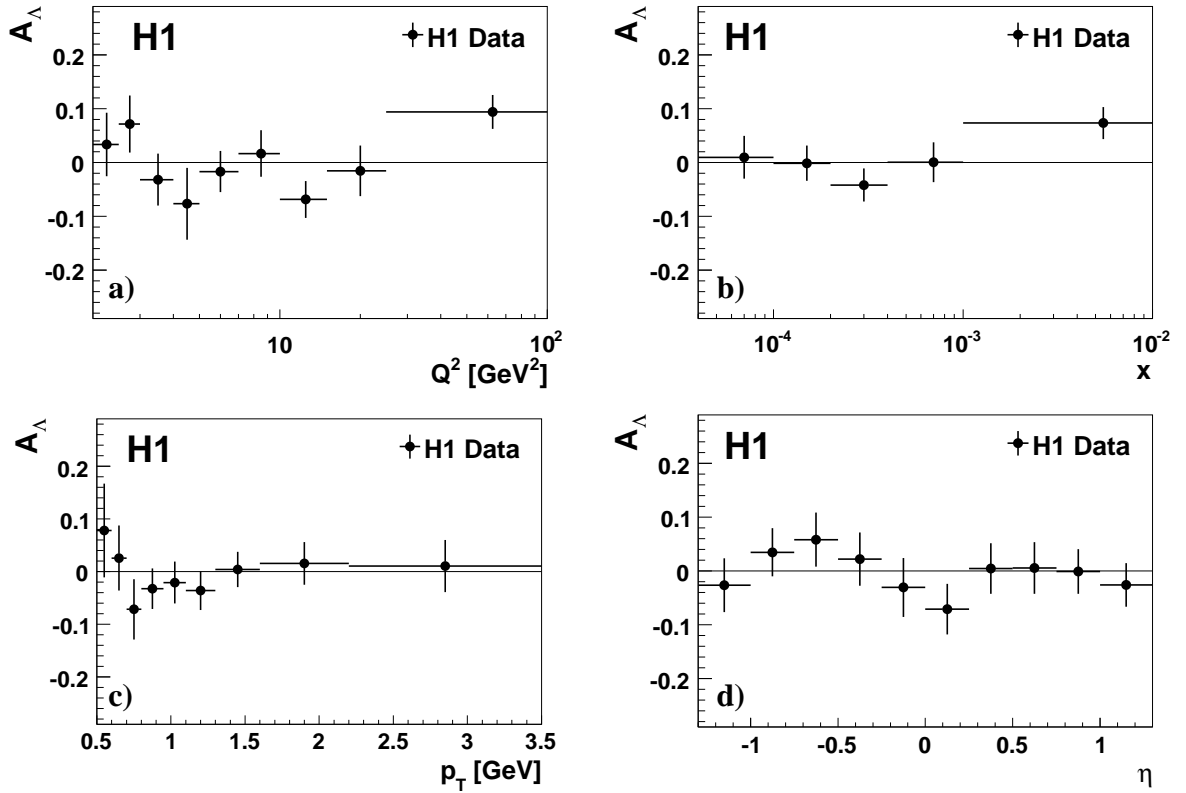 A_Λ
H1
H1 Data
0.2
0.1
0
-0.1
-0.2
a)
10
10²
Q² [GeV²]
A_Λ
H1
H1 Data
0.2
0.1
0
-0.1
-0.2
b)
10⁻⁴
10⁻³
10⁻²
x
A_Λ
H1
H1 Data
0.2
0.1
0
-0.1
-0.2
c)
0.5 1 1.5 2 2.5 3 3.5
p_T [GeV]
A_Λ
H1
H1 Data
0.2
0.1
0
-0.1
-0.2
d)
-1 -0.5 0 0.5 1
η